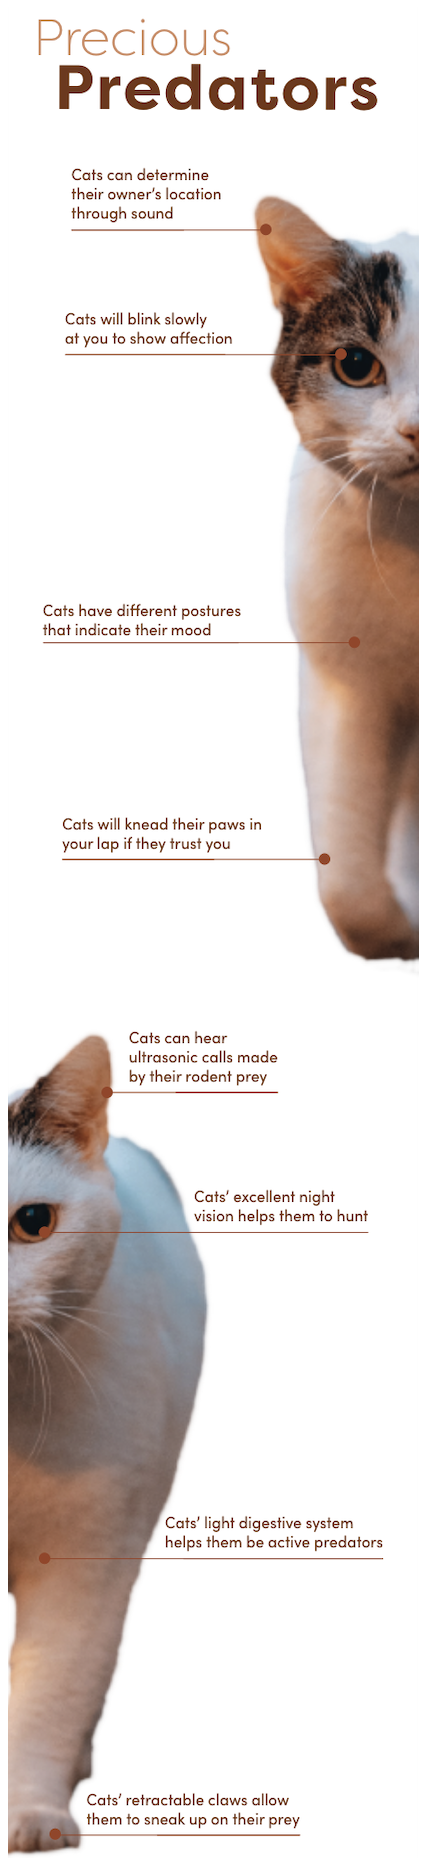 Precious
Predators
Cats can determine
their owner’s location
through sound
Cats will blink slowly
at you to show affection
Cats have different postures
that indicate their mood
Cats will knead their paws in
your lap if they trust you
Cats can hear
ultrasonic calls made
by their rodent prey
Cats’ excellent night
vision helps them to hunt
Cats’ light digestive system
helps them be active predators
Cats’ retractable claws allow
them to sneak up on their prey